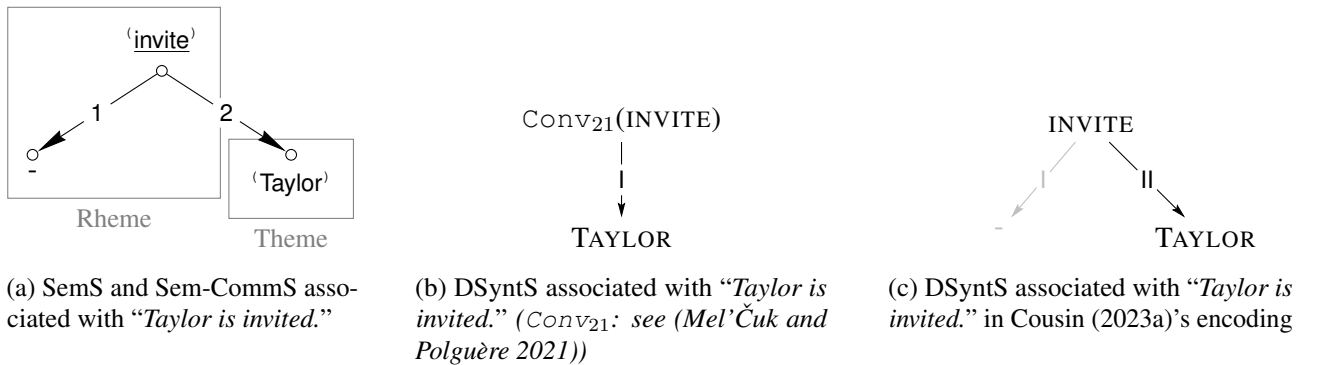 ‘invite’
1
2
-
‘Taylor’
Rheme
Theme
(a) SemS and Sem-CommS asso-
ciated with “Taylor is invited.”
Conv21(INVITE)
I
TAYLOR
(b) DSyntS associated with “Taylor is
invited.” (Conv21: see (Mel’Čuk and
Polguère 2021))
INVITE
I
II
-
TAYLOR
(c) DSyntS associated with “Taylor is
invited.” in Cousin (2023a)’s encoding